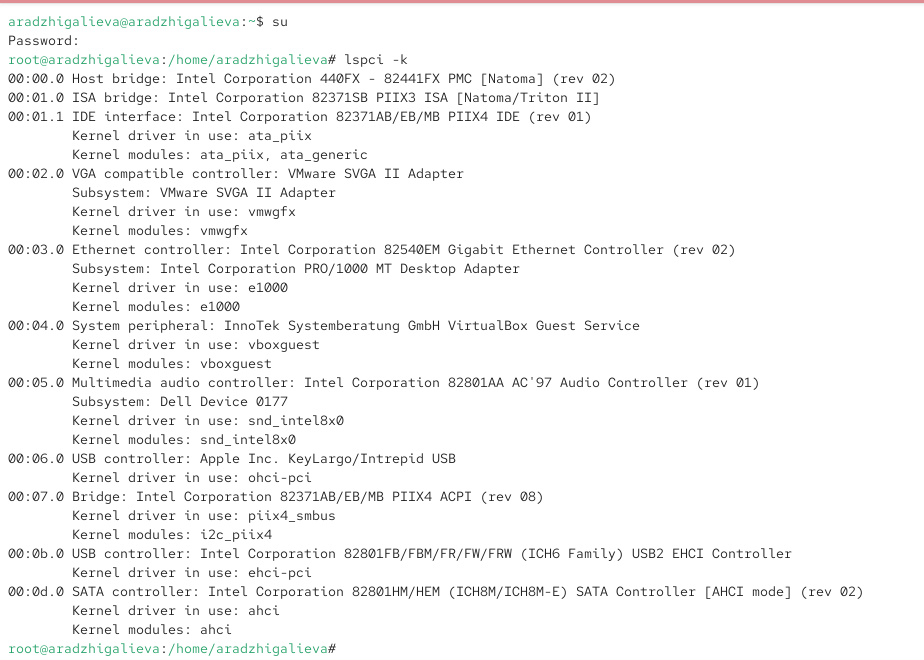 aradzhigalieva@aradzhigalieva:~$ su
Password:
root@aradzhigalieva:/home/aradzhigalieva# lspci -k
00:00.0 Host bridge: Intel Corporation 440FX - 82441FX PMC [Natoma] (rev 02)
00:01.0 ISA bridge: Intel Corporation 82371SB PIIX3 ISA [Natoma/Triton II]
00:01.1 IDE interface: Intel Corporation 82371AB/EB/MB PIIX4 IDE (rev 01)
        Kernel driver in use: ata_piix
        Kernel modules: ata_piix, ata_generic
00:02.0 VGA compatible controller: VMware SVGA II Adapter
        Subsystem: VMware SVGA II Adapter
        Kernel driver in use: vmwgfx
        Kernel modules: vmwgfx
00:03.0 Ethernet controller: Intel Corporation 82540EM Gigabit Ethernet Controller (rev 02)
        Subsystem: Intel Corporation PRO/1000 MT Desktop Adapter
        Kernel driver in use: e1000
        Kernel modules: e1000
00:04.0 System peripheral: InnoTek Systemberatung GmbH VirtualBox Guest Service
        Kernel driver in use: vboxguest
        Kernel modules: vboxguest
00:05.0 Multimedia audio controller: Intel Corporation 82801AA AC'97 Audio Controller (rev 01)
        Subsystem: Dell Device 0177
        Kernel driver in use: snd_intel8x0
        Kernel modules: snd_intel8x0
00:06.0 USB controller: Apple Inc. KeyLargo/Intrepid USB
        Kernel driver in use: ohci-pci
00:07.0 Bridge: Intel Corporation 82371AB/EB/MB PIIX4 ACPI (rev 08)
        Kernel driver in use: piix4_smbus
        Kernel modules: i2c_piix4
00:0b.0 USB controller: Intel Corporation 82801FB/FBM/FR/FW/FRW (ICH6 Family) USB2 EHCI Controller
        Kernel driver in use: ehci-pci
00:0d.0 SATA controller: Intel Corporation 82801HM/HEM (ICH8M/ICH8M-E) SATA Controller [AHCI mode] (rev 02)
        Kernel driver in use: ahci
        Kernel modules: ahci
root@aradzhigalieva:/home/aradzhigalieva#